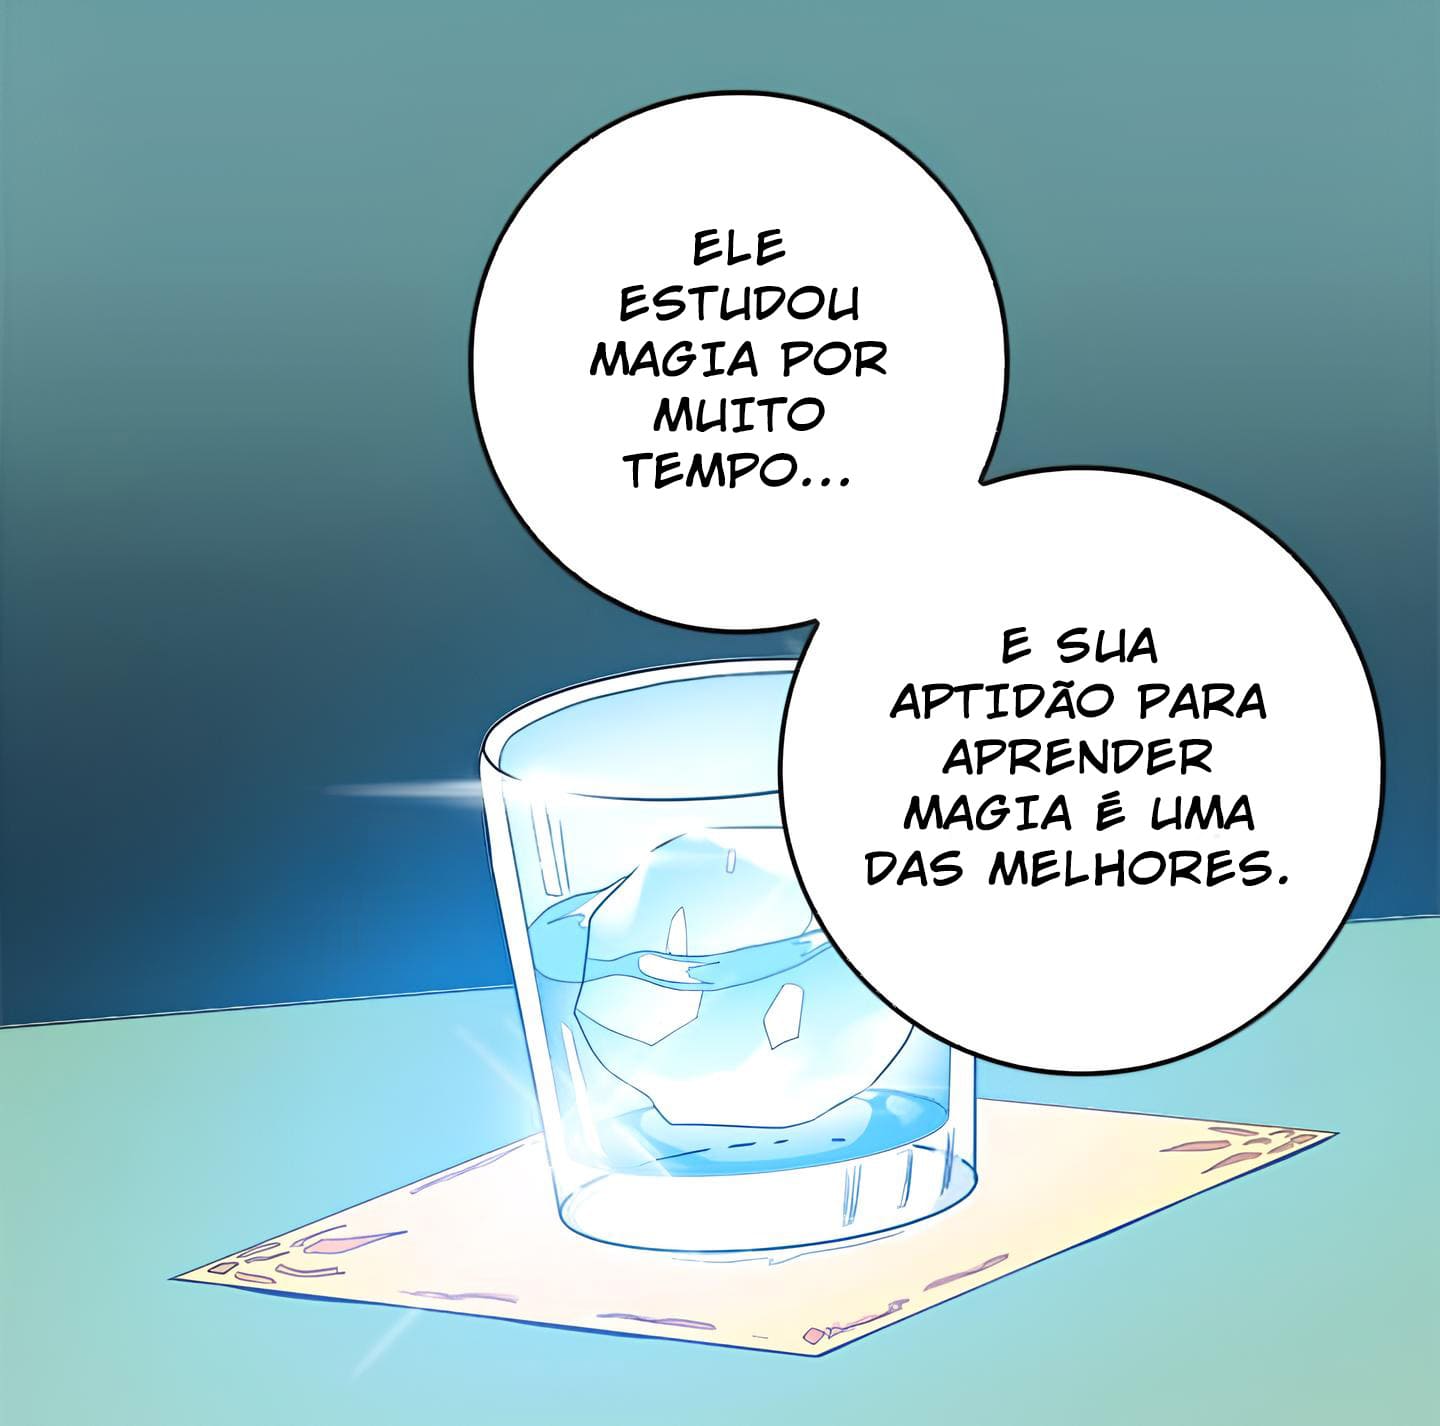 ELE
ESTUDOU
MAGIA POR
MUITO
TEMPO...
E SUA
APTIDÃO PARA
APRENDER
MAGIA É UMA
DAS MELHORES.